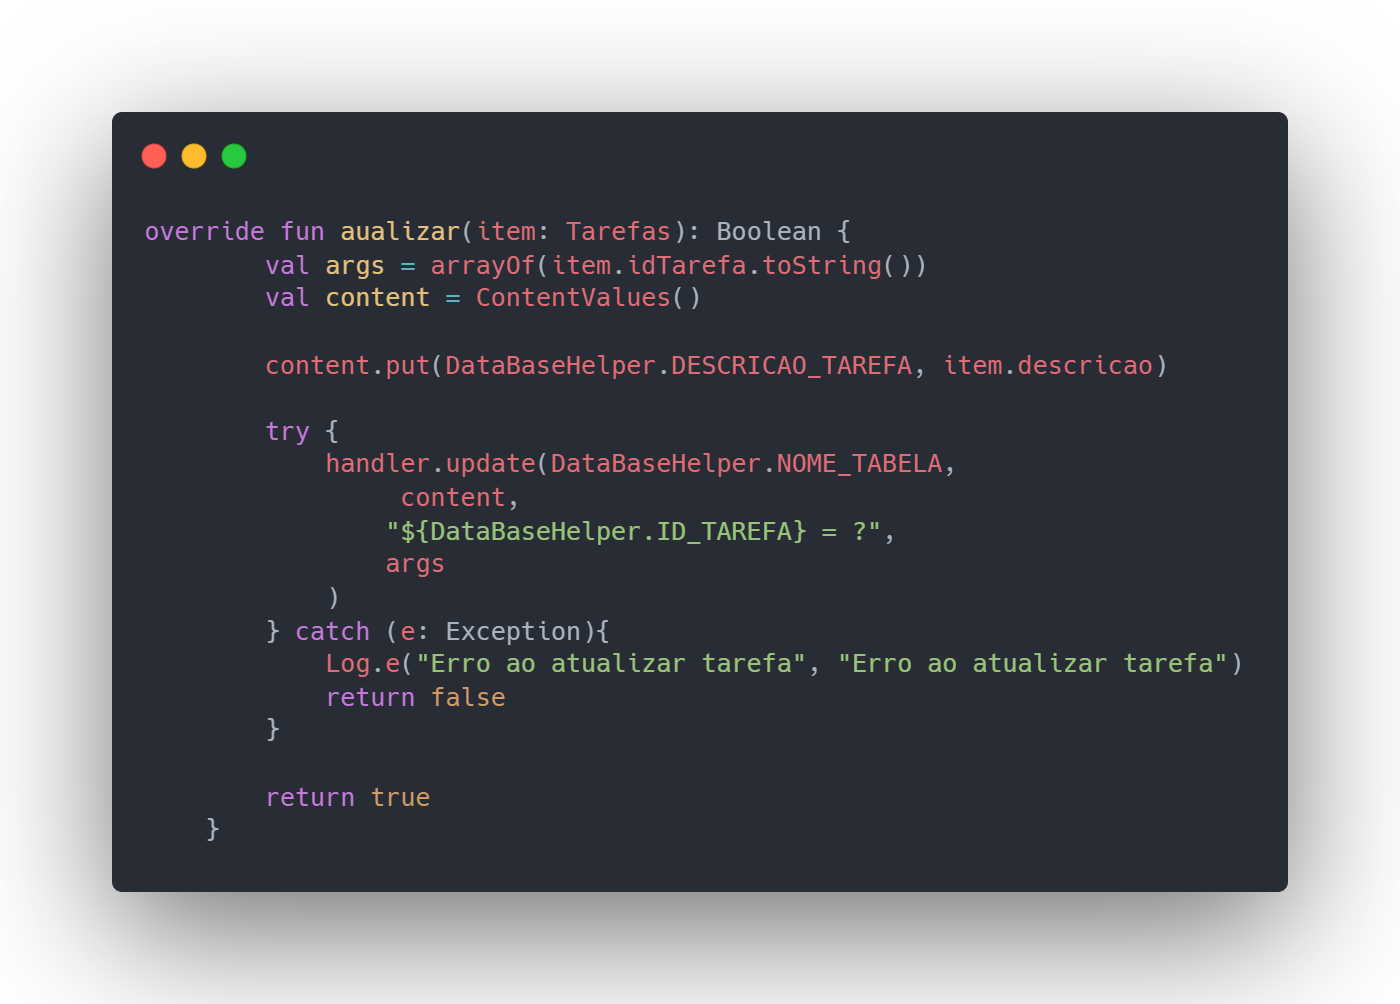 override fun aualizar(item: Tarefas): Boolean {
        val args = arrayOf(item.idTarefa.toString())
        val content = ContentValues()

        content.put(DataBaseHelper.DESCRICAO_TAREFA, item.descricao)

        try {
            handler.update(DataBaseHelper.NOME_TABELA,
                 content,
                "${DataBaseHelper.ID_TAREFA} = ?",
                args
            )
        } catch (e: Exception){
            Log.e("Erro ao atualizar tarefa", "Erro ao atualizar tarefa")
            return false
        }

        return true
    }